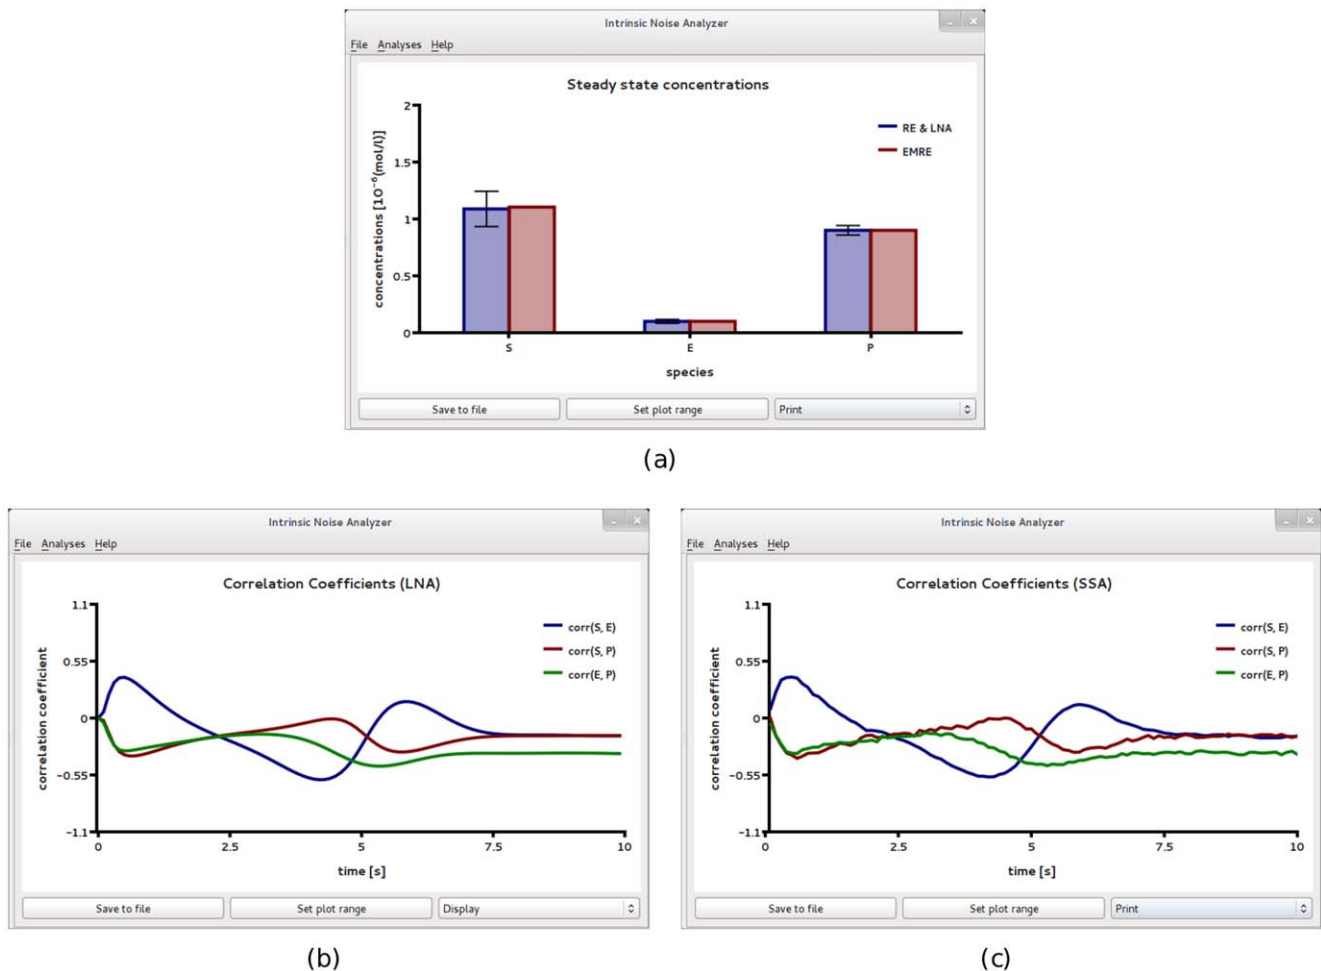 Intrinsic Noise Analyzer
File Analyses Help
Steady state concentrations
2
1.5
1
0.5
0
concentrations [10⁻⁶(mol/l)]
RE & LNA
EMRE
S E P
species
Save to file Set plot range Print
(a)
Intrinsic Noise Analyzer
File Analyses Help
Correlation Coefficients (LNA)
1.1
0.55
0
-0.55
-1.1
correlation coefficient
corr(S, E)
corr(S, P)
corr(E, P)
0 2.5 5 7.5 10
time [s]
Save to file Set plot range Display
(b)
Intrinsic Noise Analyzer
File Analyses Help
Correlation Coefficients (SSA)
1.1
0.55
0
-0.55
-1.1
correlation coefficient
corr(S, E)
corr(S, P)
corr(E, P)
0 2.5 5 7.5 10
time [s]
Save to file Set plot range Print
(c)